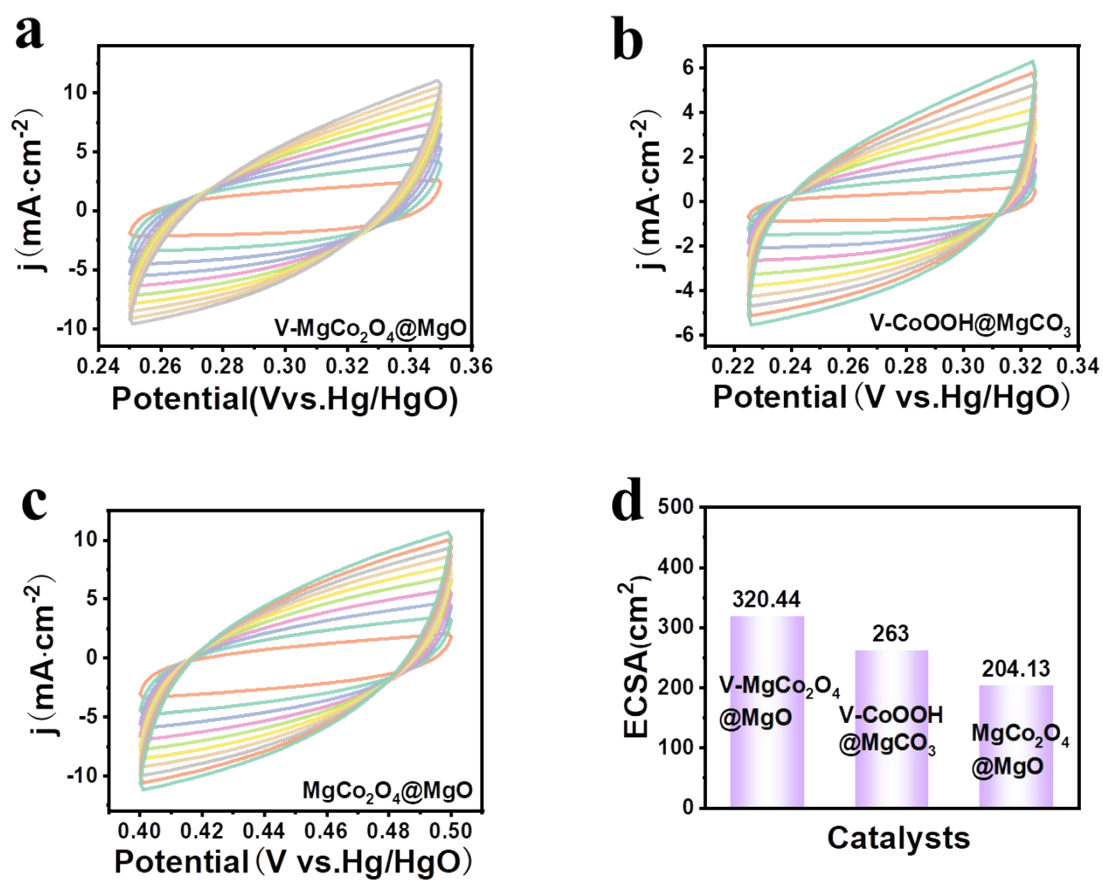 a
j (mA·cm⁻²)
10
5
0
-5
-10
V-MgCo₂O₄@MgO
0.24 0.26 0.28 0.30 0.32 0.34 0.36
Potential(Vvs.Hg/HgO)
b
j (mA·cm⁻²)
6
4
2
0
-2
-4
-6
V-CoOOH@MgCO₃
0.22 0.24 0.26 0.28 0.30 0.32 0.34
Potential (V vs.Hg/HgO)
c
j (mA·cm⁻²)
10
5
0
-5
-10
MgCo₂O₄@MgO
0.40 0.42 0.44 0.46 0.48 0.50
Potential (V vs.Hg/HgO)
d
ECSA(cm²)
500
400
300
200
100
0
320.44
263
204.13
V-MgCo₂O₄
@MgO
V-CoOOH
@MgCO₃
MgCo₂O₄
@MgO
Catalysts